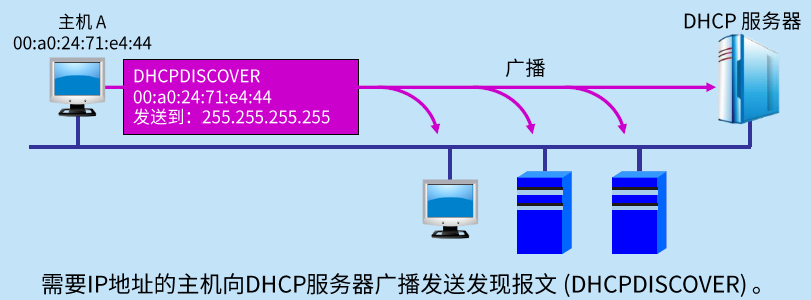 主机 A
00:a0:24:71:e4:44
DHCP 服务器
广播
DHCPDISCOVER
00:a0:24:71:e4:44
发送到：255.255.255.255
需要IP地址的主机向DHCP服务器广播发送发现报文 (DHCPDISCOVER) 。